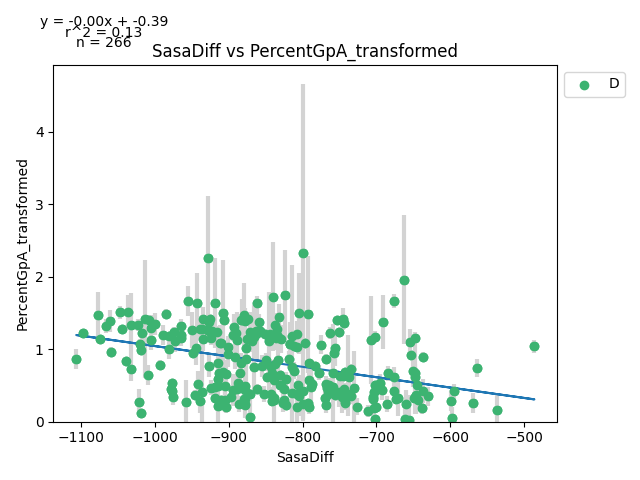 y = -0.00x + -0.39
r^2 = 0.13
n = 266
SasaDiff vs PercentGpA_transformed
D
PercentGpA_transformed
4
3
2
1
0
−1100 −1000 −900 −800 −700 −600 −500
SasaDiff